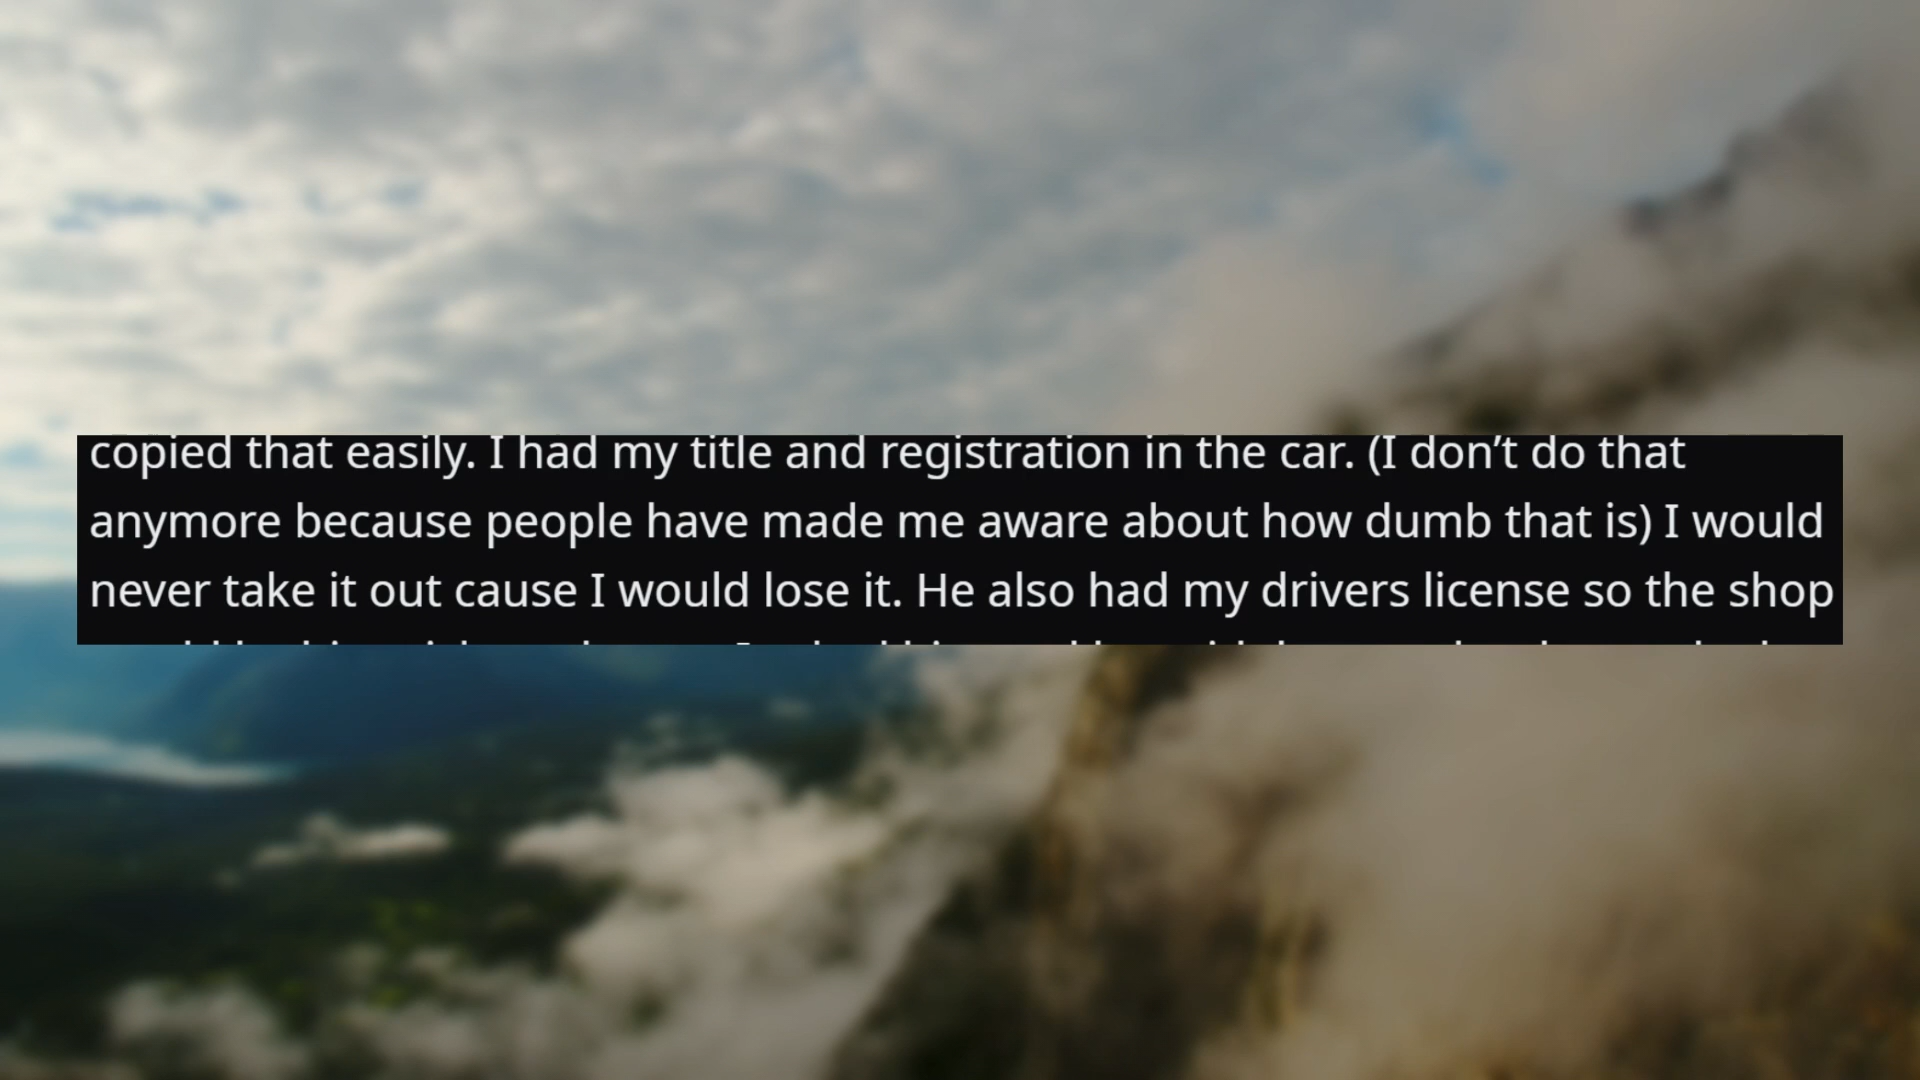 copied that easily. I had my title and registration in the car. (I don’t do that
anymore because people have made me aware about how dumb that is) I would
never take it out cause I would lose it. He also had my drivers license so the shop